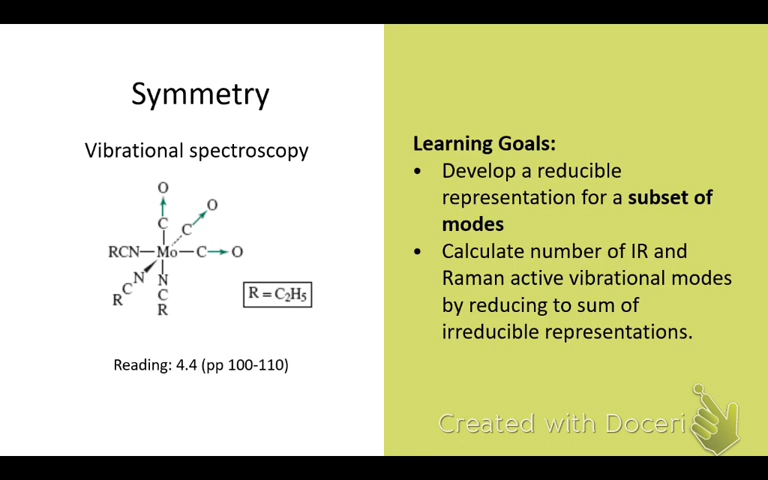 Symmetry
Vibrational spectroscopy
O
O
C
C
RCN—Mo—C→O
N
N
C
C
R
R
R = C₂H₅
Reading: 4.4 (pp 100-110)
Learning Goals:
• Develop a reducible
representation for a subset of
modes
• Calculate number of IR and
Raman active vibrational modes
by reducing to sum of
irreducible representations.
Created with Doceri